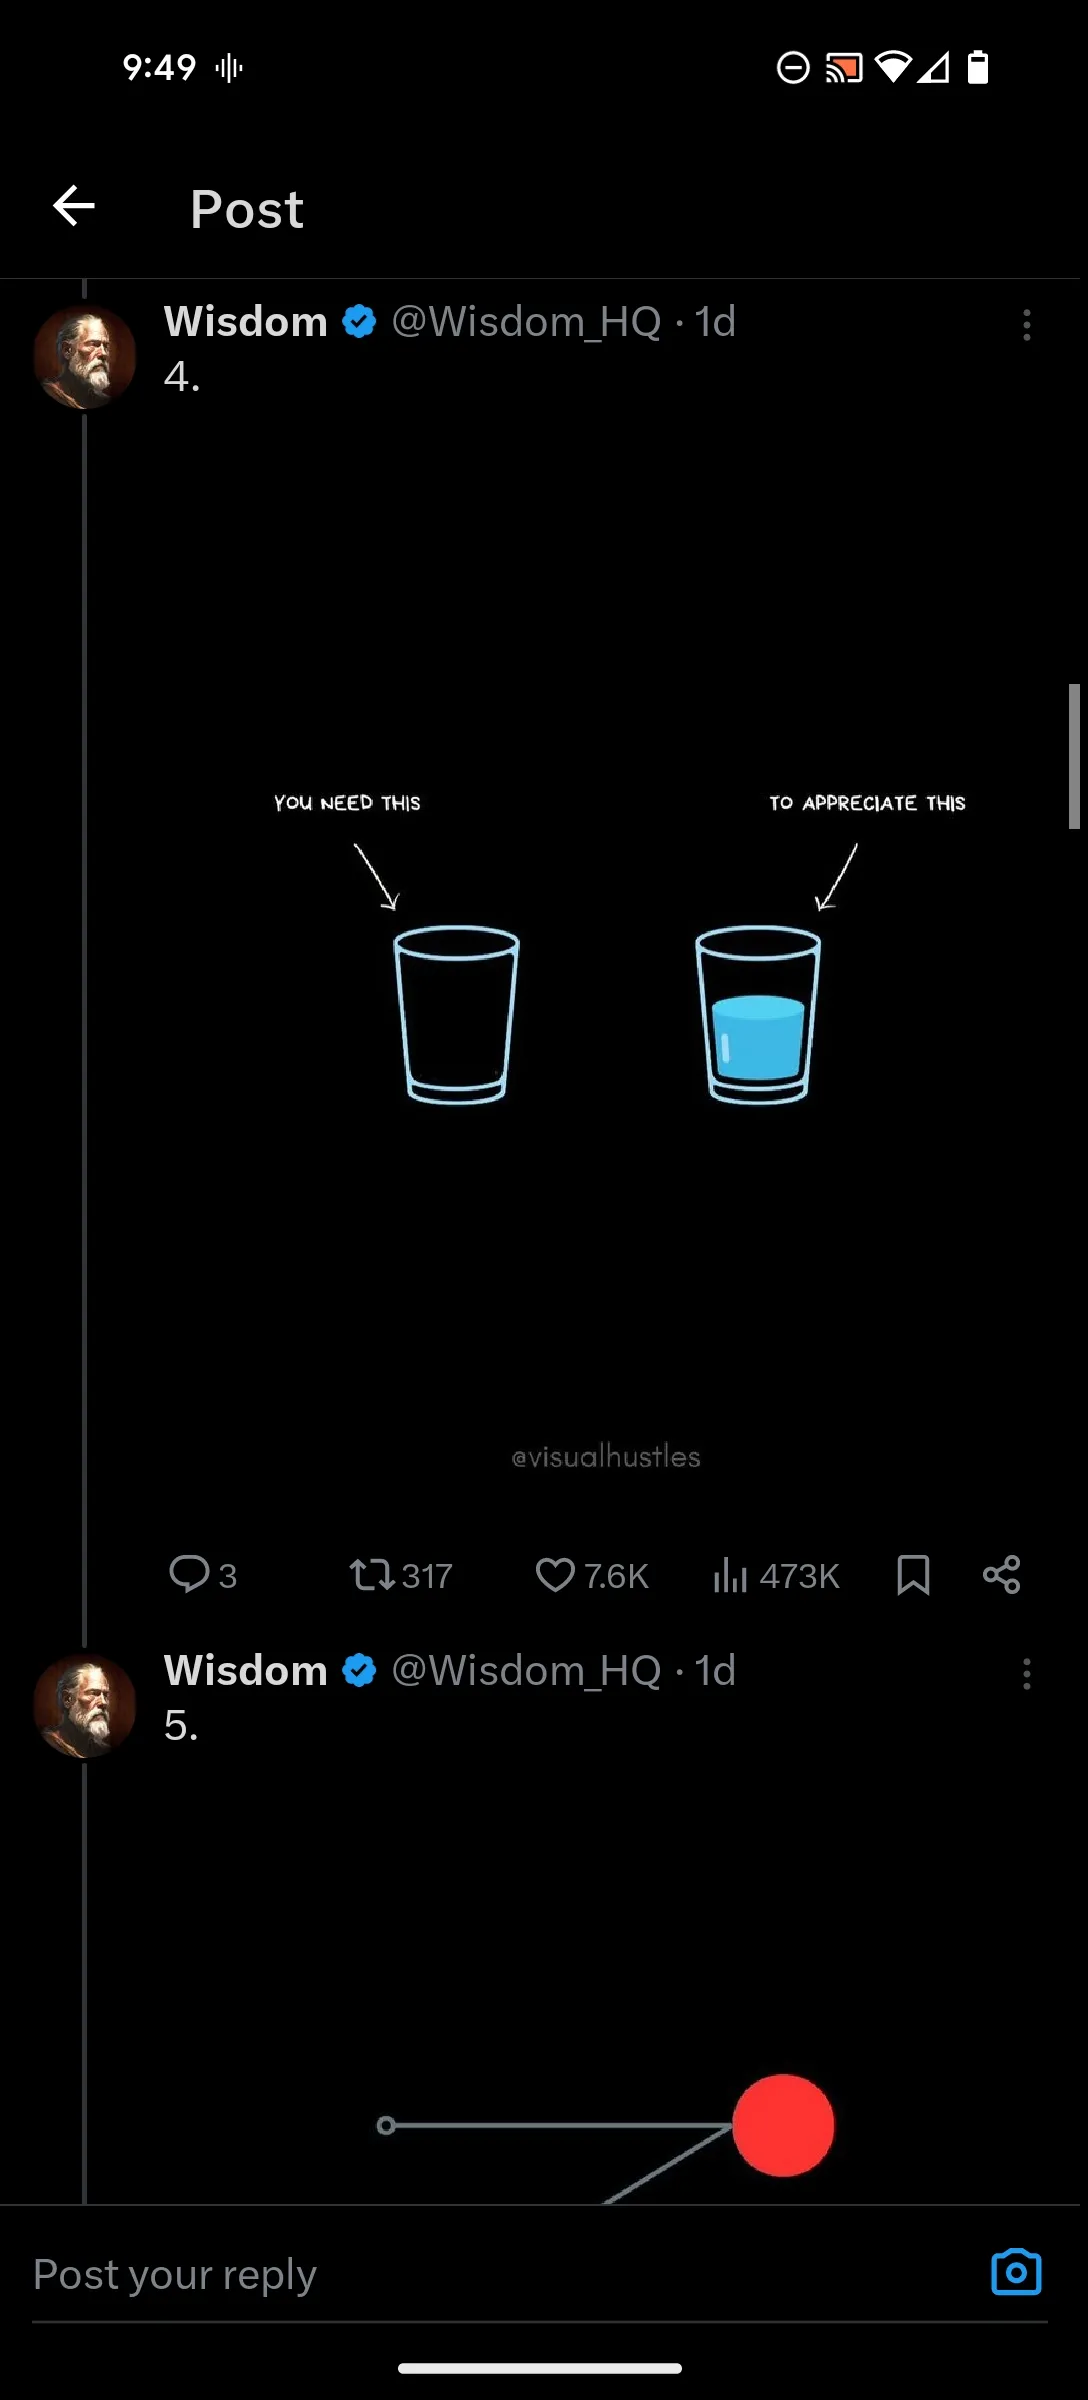 9:49
Post
Wisdom @Wisdom_HQ · 1d
4.
YOU NEED THIS
TO APPRECIATE THIS
@visualhustles
3 317 7.6K 473K
Wisdom @Wisdom_HQ · 1d
5.
Post your reply